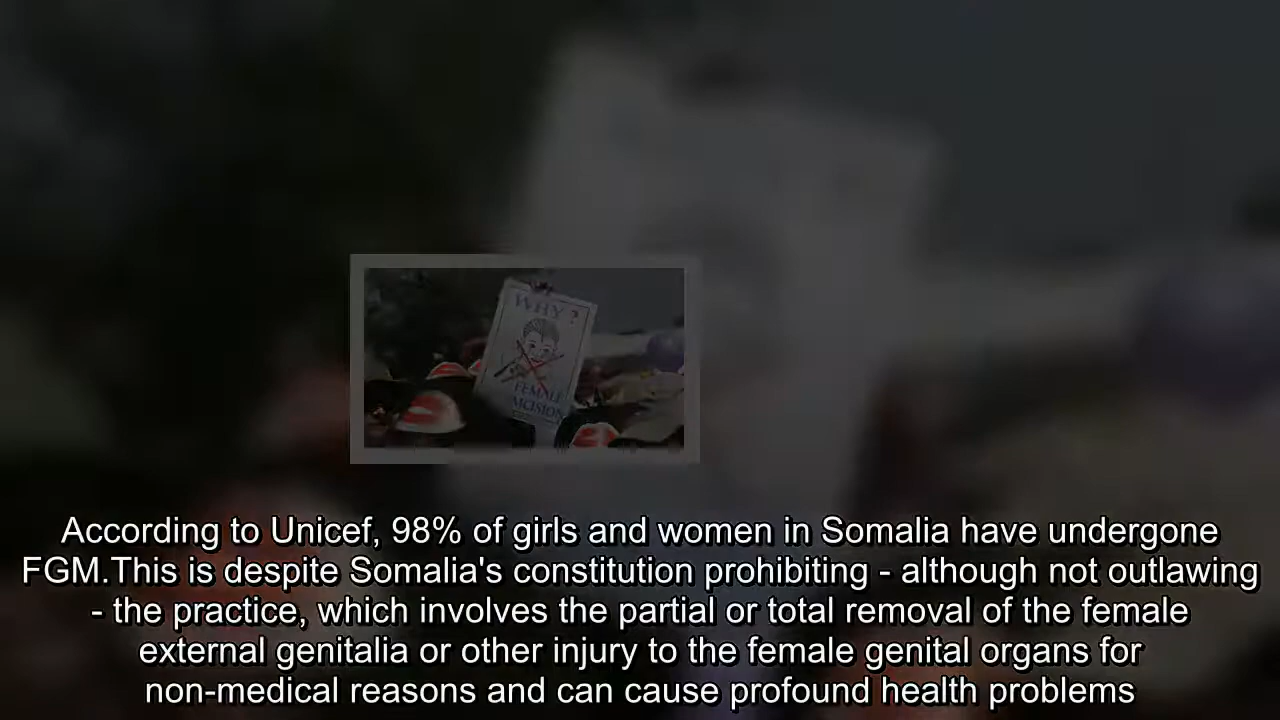 WHY?
FEMALE
According to Unicef, 98% of girls and women in Somalia have undergone
FGM.This is despite Somalia's constitution prohibiting - although not outlawing
- the practice, which involves the partial or total removal of the female
external genitalia or other injury to the female genital organs for
non-medical reasons and can cause profound health problems